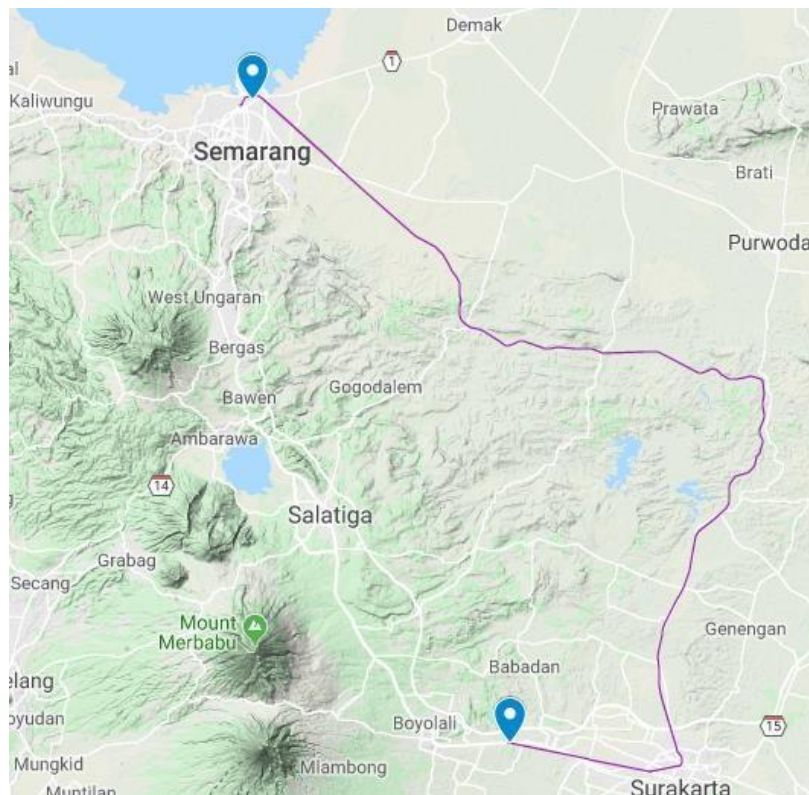 Demak
1
al
Kaliwungu
Prawata
Semarang
Brati
Purwoda
West Ungaran
Bergas
Gogodalem
Bawen
Ambarawa
14
Salatiga
Grabag
Secang
Mount
Merbabu
Genengan
Babadan
elang
oyudan
Boyolali
15
Mungkid
Mlambong
Surakarta
Muntilan